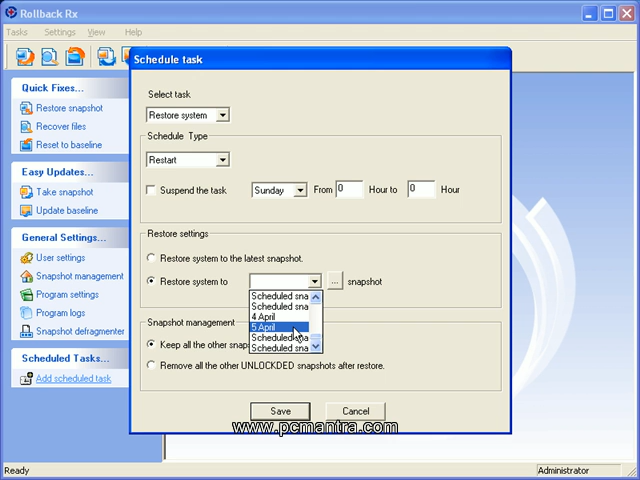 Rollback Rx
Tasks Settings View Help
Quick Fixes...
Restore snapshot
Recover files
Reset to baseline
Easy Updates...
Take snapshot
Update baseline
General Settings...
User settings
Snapshot management
Program settings
Program logs
Snapshot defragmenter
Scheduled Tasks...
Add scheduled task
Schedule task
Select task
Restore system
Schedule Type
Restart
Suspend the task Sunday From 0 Hour to 0 Hour
Restore settings
Restore system to the latest snapshot.
Restore system to ... snapshot
Scheduled sna
Scheduled sna
4 April
5 April
Scheduled sna
Scheduled sna
Snapshot management
Keep all the other snap
Remove all the other UNLOCKDED snapshots after restore.
Save Cancel
www.pcmantra.com
Ready Administrator